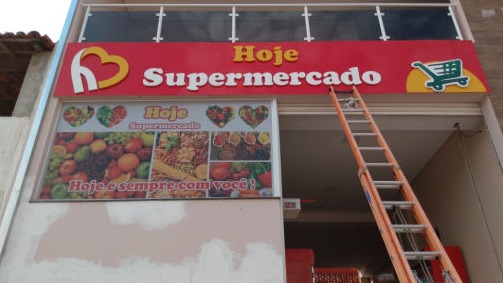 Hoje
Supermercado
Hoje
Supermercado
Hoje e sempre com você !